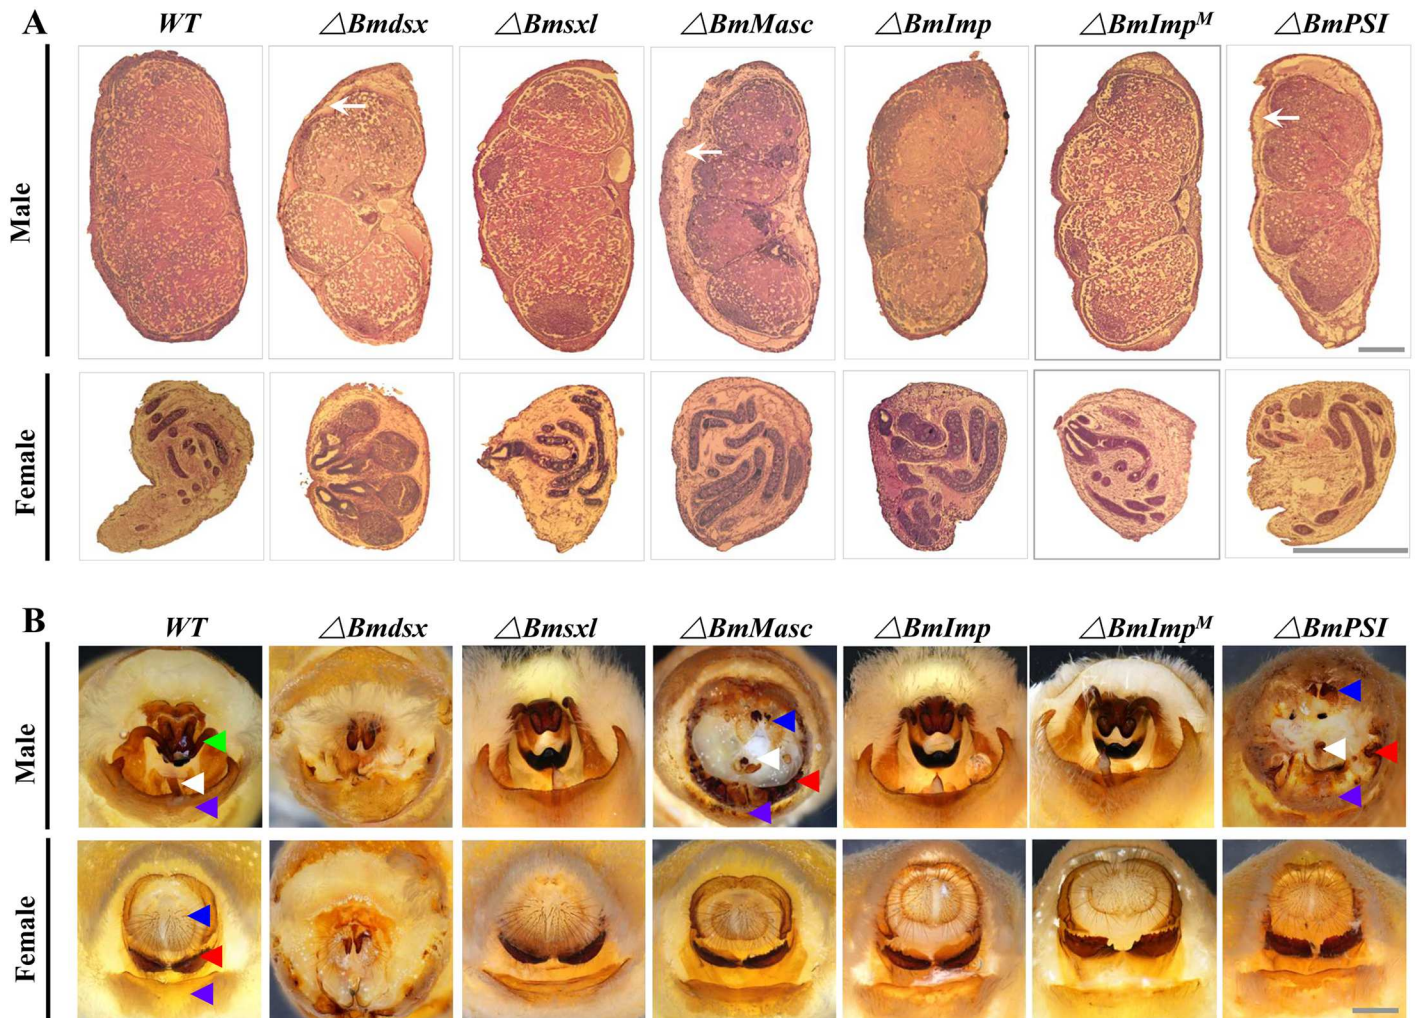 A
WT △Bmdsx △Bmsxl △BmMasc △BmImp △BmImpᴹ △BmPSI
Male
Female
B
WT △Bmdsx △Bmsxl △BmMasc △BmImp △BmImpᴹ △BmPSI
Male
Female